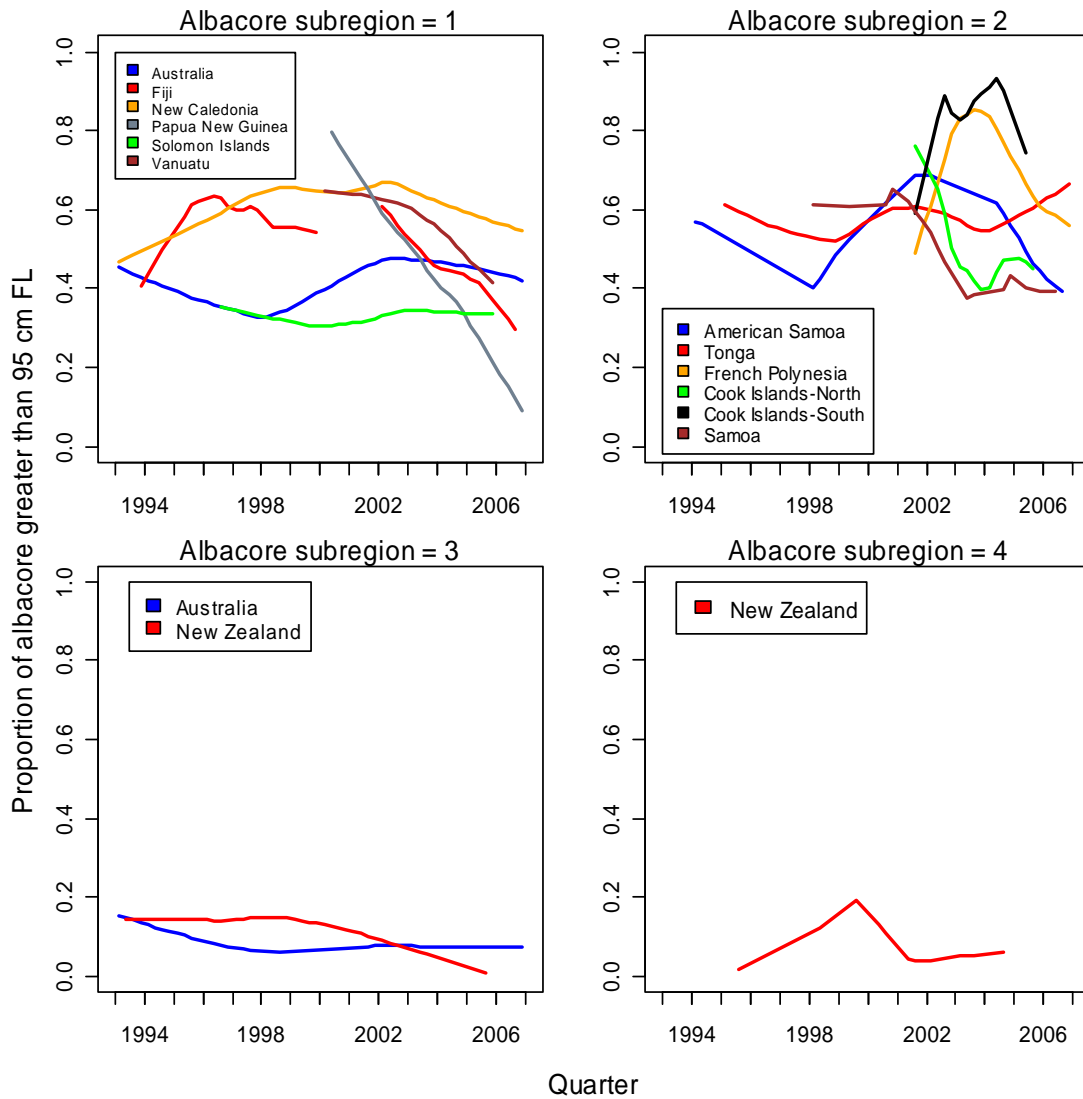 Albacore subregion = 1
Australia
Fiji
New Caledonia
Papua New Guinea
Solomon Islands
Vanuatu
1.0
0.8
0.6
0.4
0.2
0.0
1994
1998
2002
2006
Albacore subregion = 2
American Samoa
Tonga
French Polynesia
Cook Islands-North
Cook Islands-South
Samoa
1.0
0.8
0.6
0.4
0.2
0.0
1994
1998
2002
2006
Albacore subregion = 3
Australia
New Zealand
1.0
0.8
0.6
0.4
0.2
0.0
1994
1998
2002
2006
Albacore subregion = 4
New Zealand
1.0
0.8
0.6
0.4
0.2
0.0
1994
1998
2002
2006
Proportion of albacore greater than 95 cm FL
Quarter